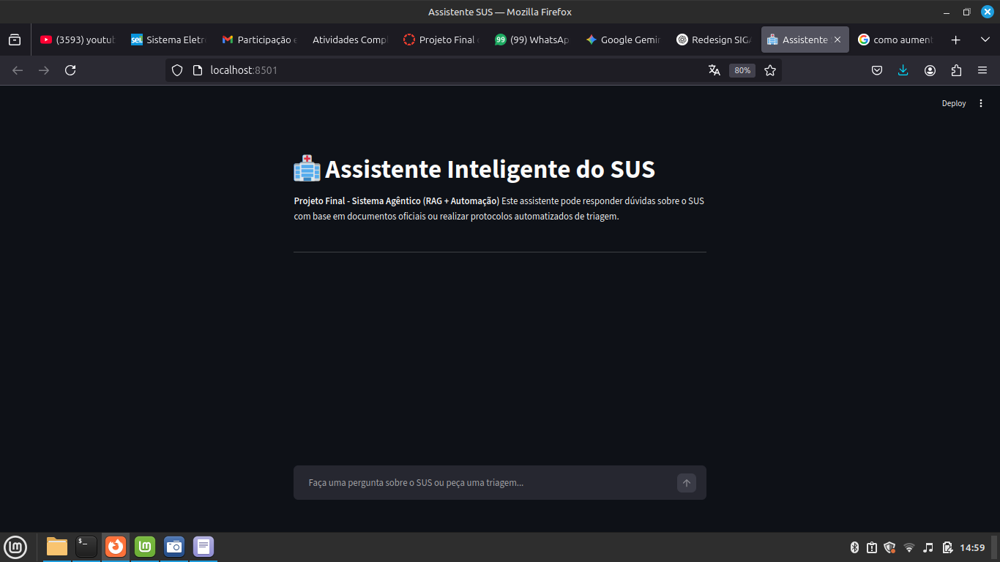 Assistente SUS — Mozilla Firefox
(3593) youtub
sei. Sistema Eletr
Participação e
Atividades Compl
Projeto Final
99 (99) WhatsAp
Google Gemin
Redesign SIGA
Assistente
como aument
localhost:8501
80%
Deploy
Assistente Inteligente do SUS
Projeto Final - Sistema Agêntico (RAG + Automação) Este assistente pode responder dúvidas sobre o SUS
com base em documentos oficiais ou realizar protocolos automatizados de triagem.
Faça uma pergunta sobre o SUS ou peça uma triagem...
$_
14:59